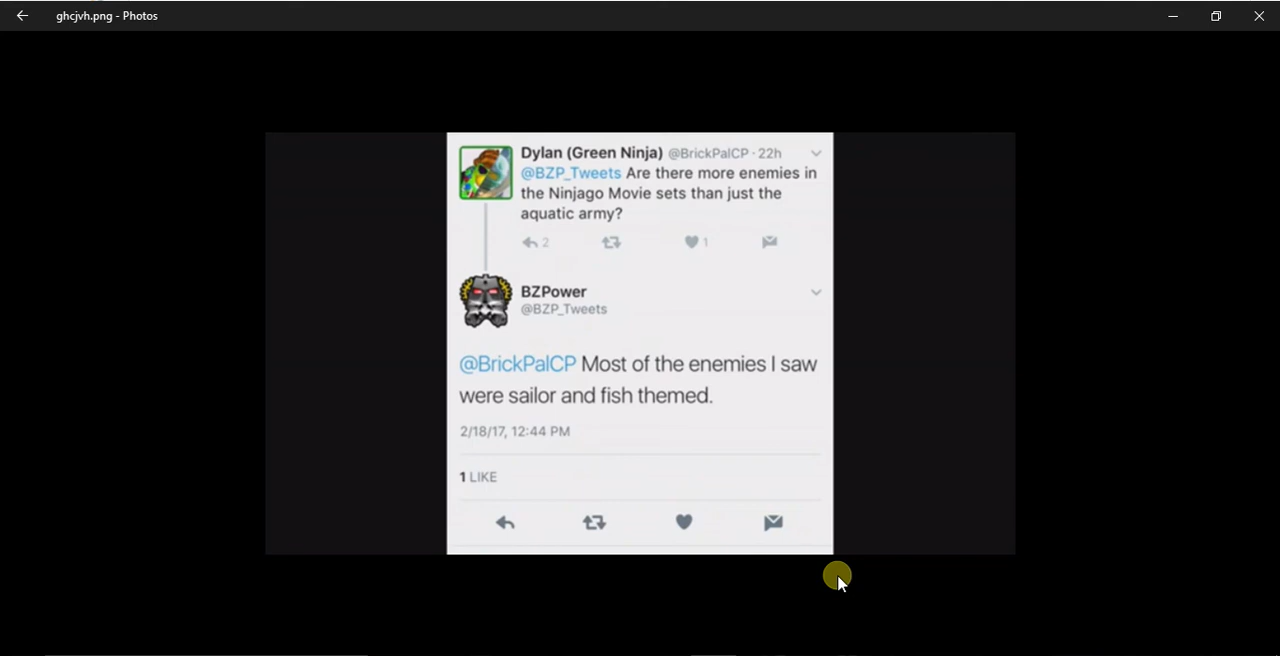 ghcjvh.png - Photos
Dylan (Green Ninja) @BrickPalCP · 22h
@BZP_Tweets Are there more enemies in
the Ninjago Movie sets than just the
aquatic army?
2 1
BZPower
@BZP_Tweets
@BrickPalCP Most of the enemies I saw
were sailor and fish themed.
2/18/17, 12:44 PM
1 LIKE